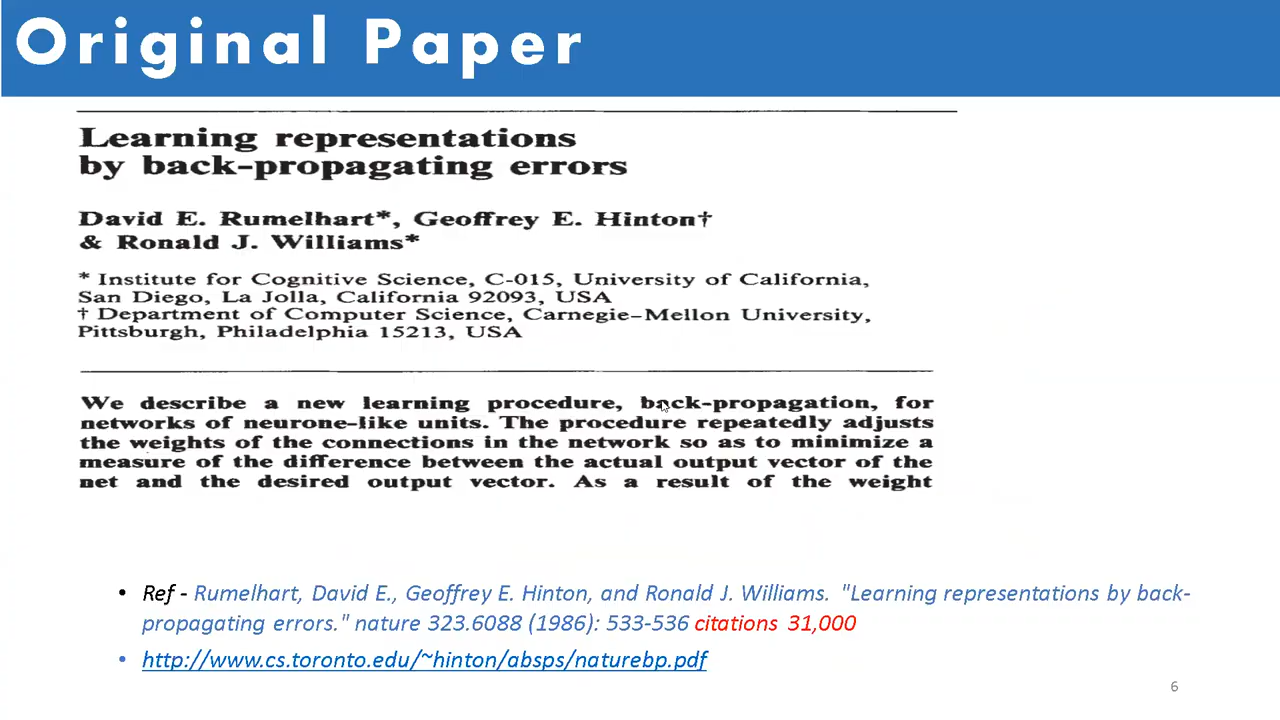 Original Paper
Learning representations
by back-propagating errors
David E. Rumelhart*, Geoffrey E. Hinton†
& Ronald J. Williams*
* Institute for Cognitive Science, C-015, University of California,
San Diego, La Jolla, California 92093, USA
† Department of Computer Science, Carnegie-Mellon University,
Pittsburgh, Philadelphia 15213, USA
We describe a new learning procedure, back-propagation, for
networks of neurone-like units. The procedure repeatedly adjusts
the weights of the connections in the network so as to minimize a
measure of the difference between the actual output vector of the
net and the desired output vector. As a result of the weight
• Ref - Rumelhart, David E., Geoffrey E. Hinton, and Ronald J. Williams. "Learning representations by back-
propagating errors." nature 323.6088 (1986): 533-536 citations 31,000
• http://www.cs.toronto.edu/~hinton/absps/naturebp.pdf
6